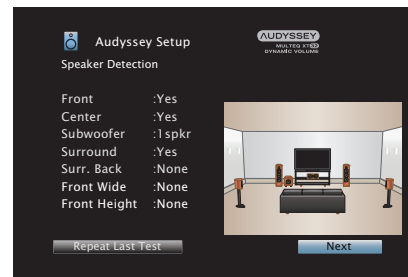 Audyssey Setup
AUDYSSEY
MULTEQ XT32
DYNAMIC VOLUME
Speaker Detection
Front :Yes
Center :Yes
Subwoofer :1spkr
Surround :Yes
Surr. Back :None
Front Wide :None
Front Height :None
Repeat Last Test
Next